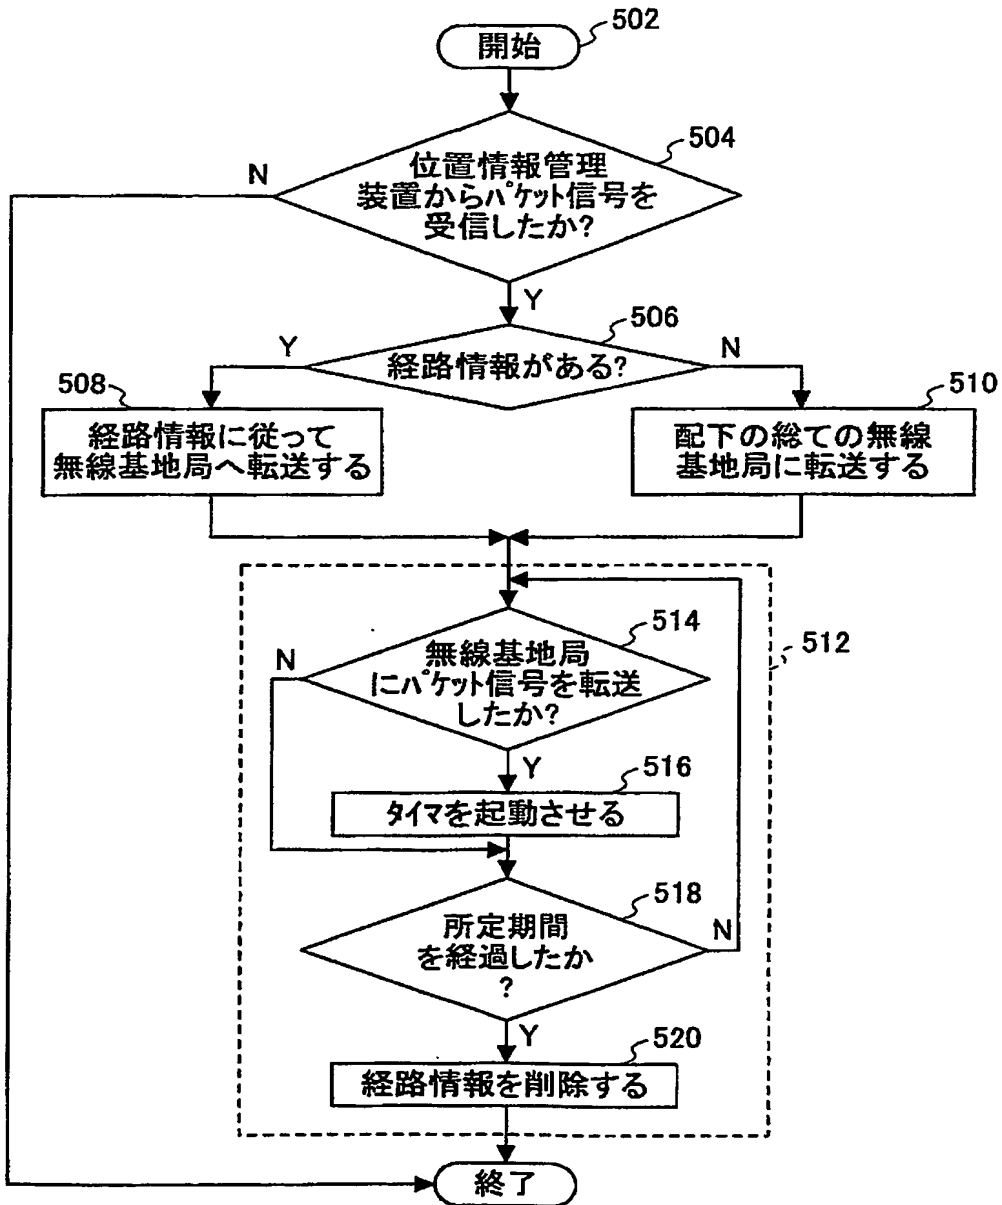 502
開始
504
N
位置情報管理
装置からﾊﾟｹｯﾄ信号を
受信したか?
Y
506
Y
経路情報がある?
N
508
経路情報に従って
無線基地局へ転送する
510
配下の総ての無線
基地局に転送する
514
512
N
無線基地局
にﾊﾟｹｯﾄ信号を転送
したか?
Y
516
ﾀｲﾏを起動させる
518
所定期間
を経過したか
?
N
Y
520
経路情報を削除する
終了